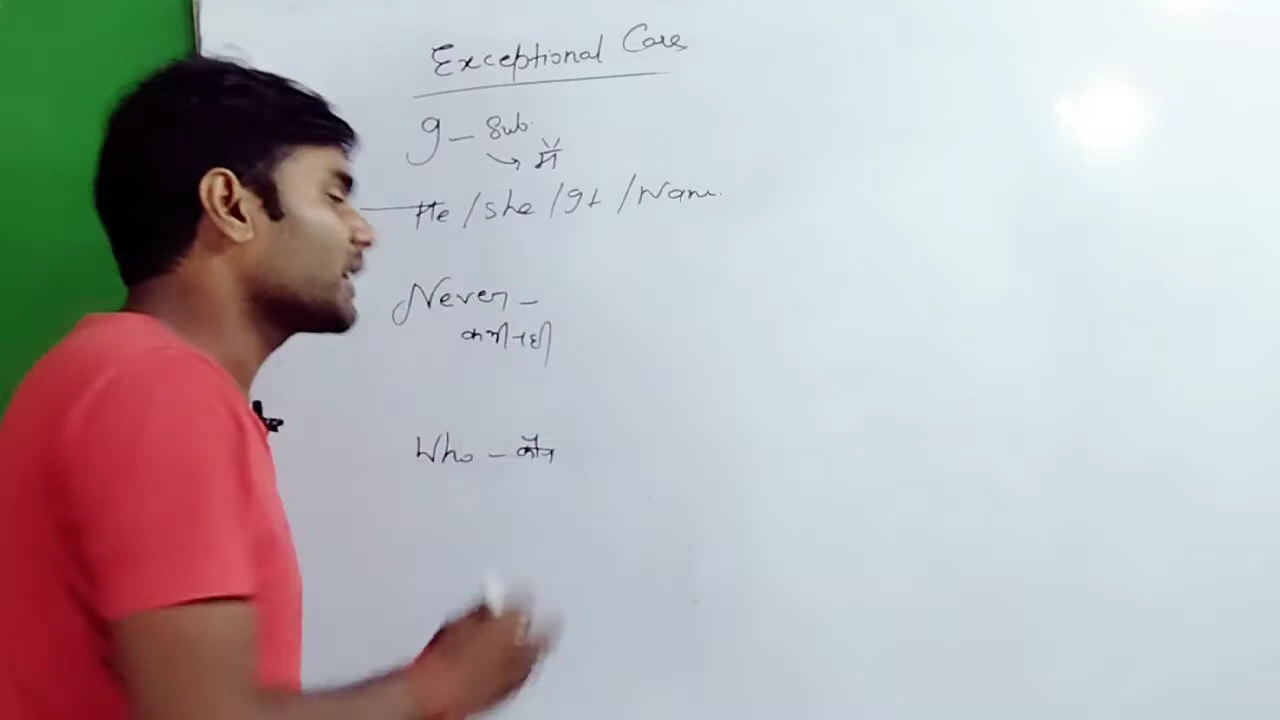 Exceptional Case
I – Sub.
→ मैं
He / She / It / Name.
Never –
कभी नही
Who – कौन